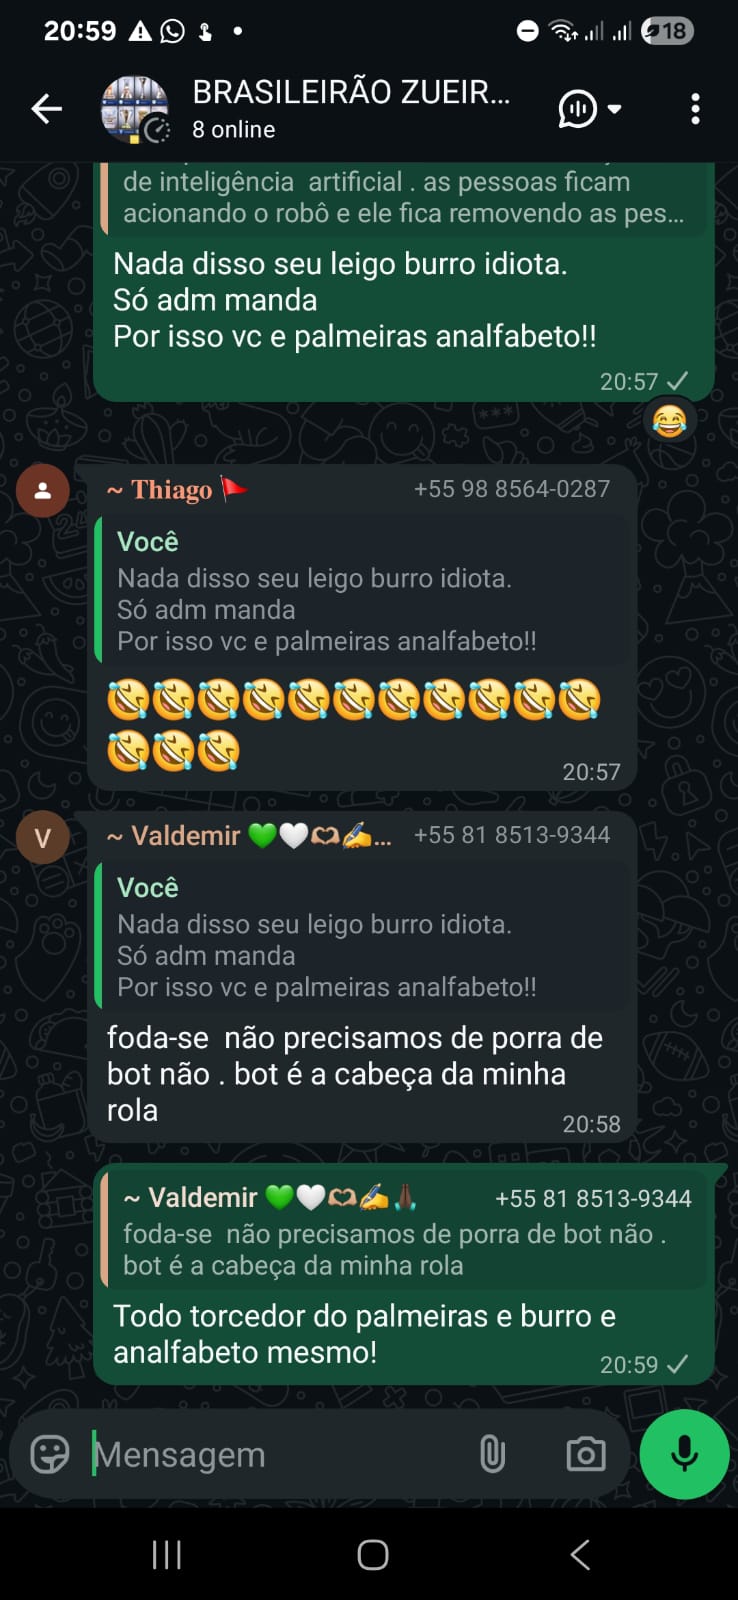 20:59
18
BRASILEIRÃO ZUEIR...
8 online
de inteligência artificial . as pessoas ficam
acionando o robô e ele fica removendo as pes...
Nada disso seu leigo burro idiota.
Só adm manda
Por isso vc e palmeiras analfabeto!!
20:57
~ Thiago 🚩 +55 98 8564-0287
Você
Nada disso seu leigo burro idiota.
Só adm manda
Por isso vc e palmeiras analfabeto!!
🤣🤣🤣🤣🤣🤣🤣🤣🤣🤣🤣
🤣🤣🤣
20:57
V
~ Valdemir 💚🤍🫶🏾✍️... +55 81 8513-9344
Você
Nada disso seu leigo burro idiota.
Só adm manda
Por isso vc e palmeiras analfabeto!!
foda-se não precisamos de porra de
bot não . bot é a cabeça da minha
rola
20:58
~ Valdemir 💚🤍🫶🏾✍️🙏🏿 +55 81 8513-9344
foda-se não precisamos de porra de bot não .
bot é a cabeça da minha rola
Todo torcedor do palmeiras e burro e
analfabeto mesmo!
20:59
Mensagem